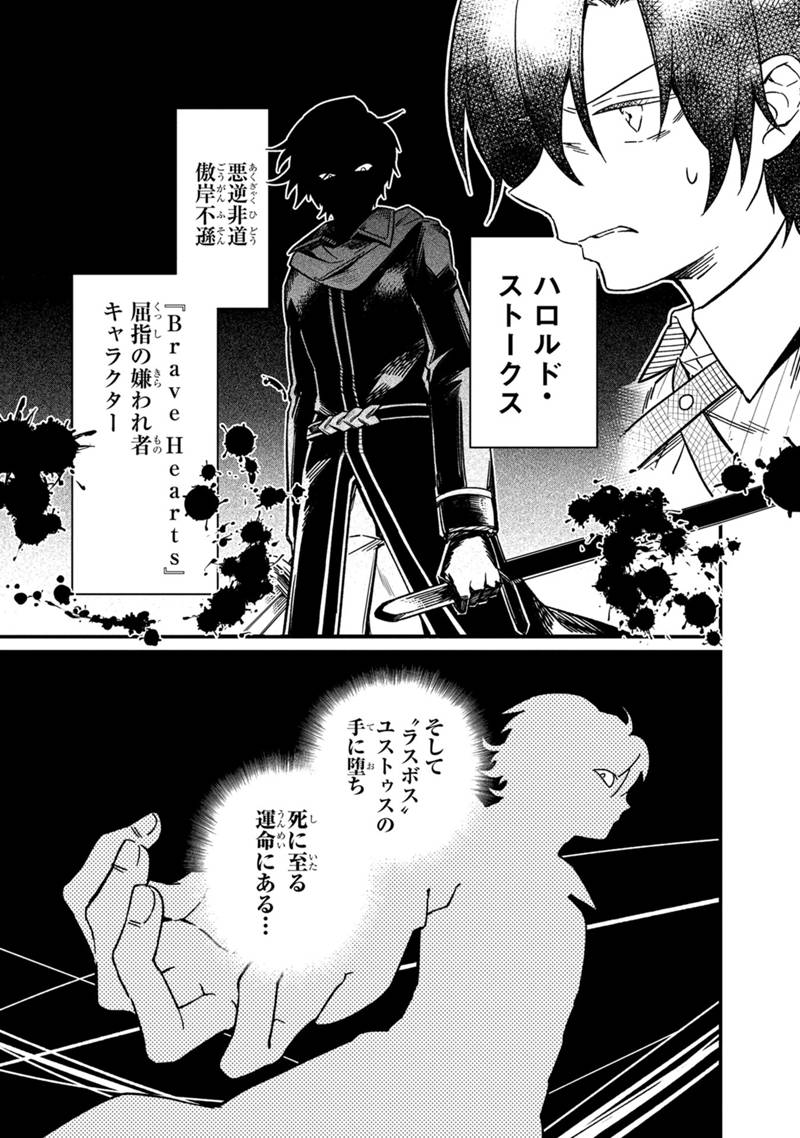 ハロルド・
ストークス
悪逆非道
傲岸不遜
『Brave Hearts』
屈指の嫌われ者
キャラクター
そして
〝ラスボス〟
ユストゥスの
手に堕ち
死に至る
運命にある…